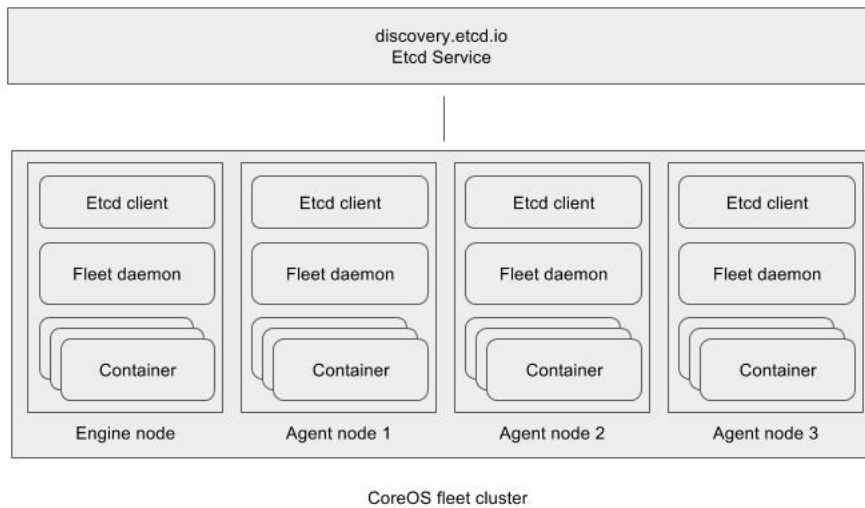 discovery.etcd.io
Etcd Service
Etcd client
Etcd client
Etcd client
Etcd client
Fleet daemon
Fleet daemon
Fleet daemon
Fleet daemon
Container
Container
Container
Container
Engine node
Agent node 1
Agent node 2
Agent node 3
CoreOS fleet cluster